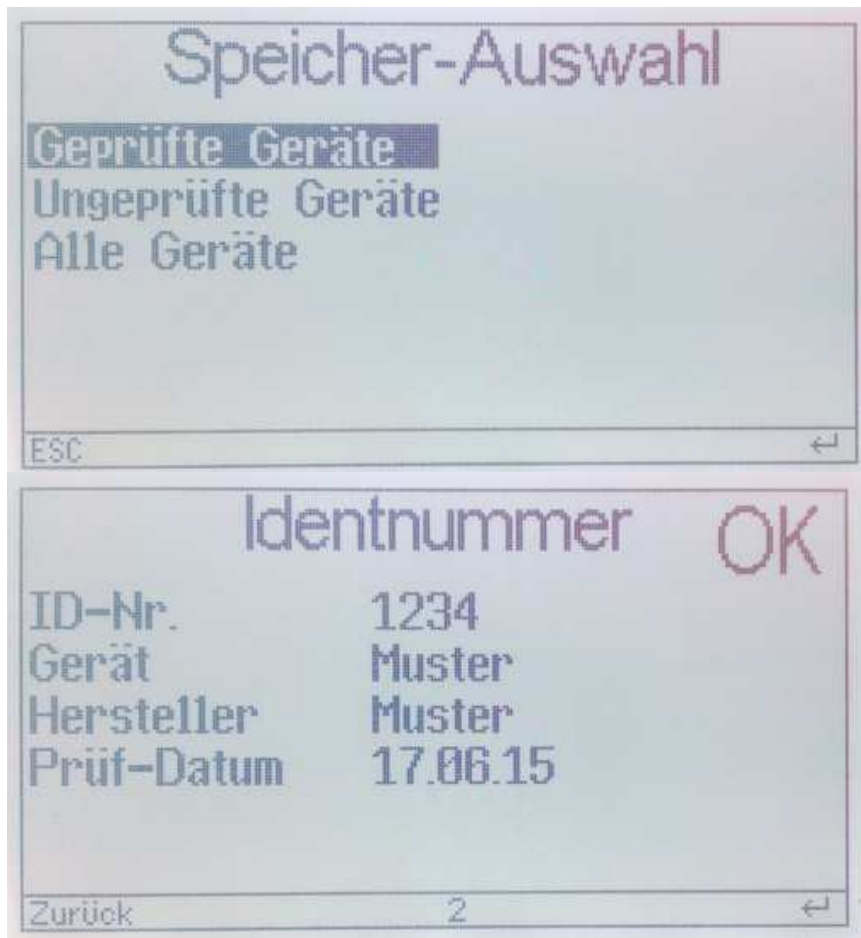 Speicher-Auswahl
Geprüfte Geräte
Ungeprüfte Geräte
Alle Geräte
ESC ↵
Identnummer OK
ID-Nr. 1234
Gerät Muster
Hersteller Muster
Prüf-Datum 17.06.15
Zurück 2 ↵